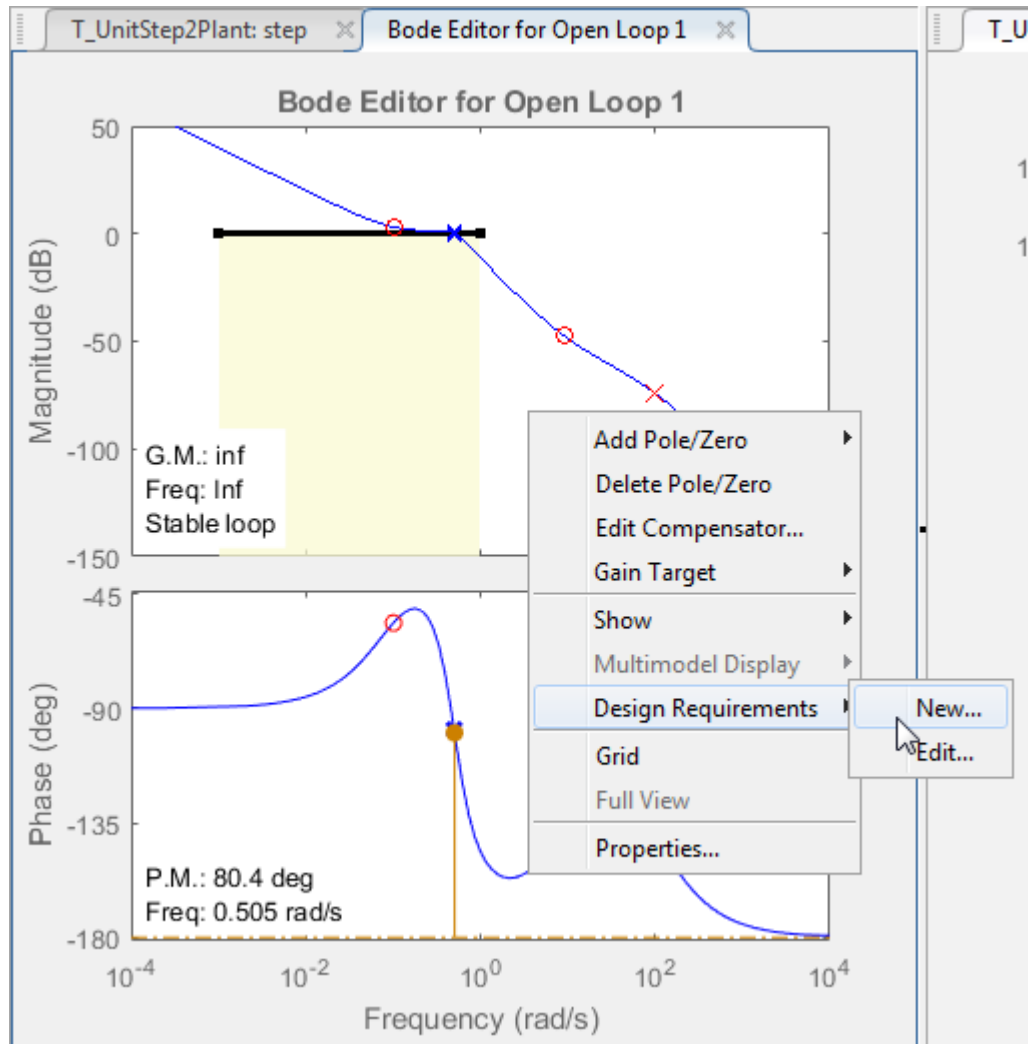 T_UnitStep2Plant: step
Bode Editor for Open Loop 1
T_U
Bode Editor for Open Loop 1
50
0
-50
-100
-150
Magnitude (dB)
G.M.: inf
Freq: Inf
Stable loop
1
1
Add Pole/Zero
Delete Pole/Zero
Edit Compensator...
Gain Target
Show
Multimodel Display
Design Requirements
Grid
Full View
Properties...
New...
Edit...
-45
-90
-135
-180
Phase (deg)
P.M.: 80.4 deg
Freq: 0.505 rad/s
10^-4
10^-2
10^0
10^2
10^4
Frequency (rad/s)